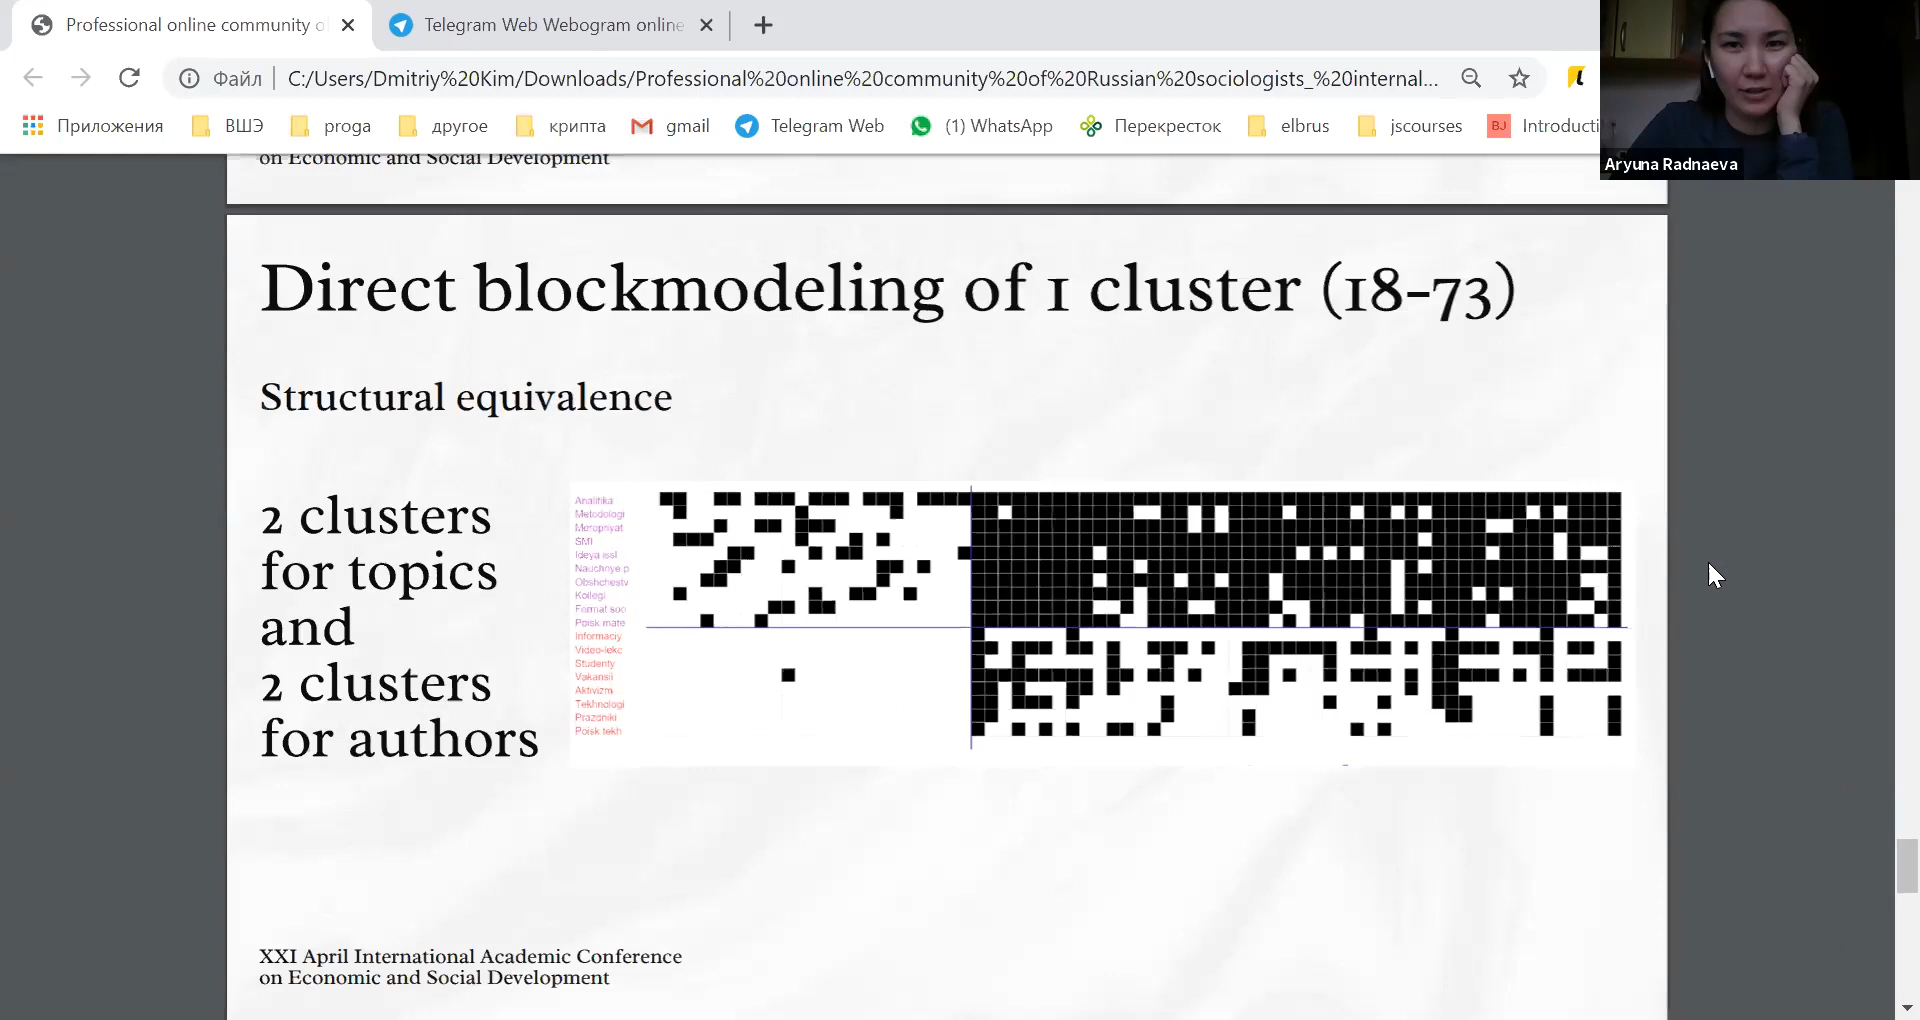 Professional online community o
Telegram Web Webogram online
Файл
C:/Users/Dmitriy%20Kim/Downloads/Professional%20online%20community%20of%20Russian%20sociologists_%20internal...
Приложения
ВШЭ
proga
другое
крипта
gmail
Telegram Web
(1) WhatsApp
Перекресток
elbrus
jscourses
BJ
Introducti
Aryuna Radnaeva
on Economic and Social Development
Direct blockmodeling of 1 cluster (18-73)
Structural equivalence
2 clusters
for topics
and
2 clusters
for authors
Analitika
Metodologi
Meropriyat
SMI
Ideya issl
Nauchnye p
Obshchestv
Kollegi
Format soc
Poisk mate
Informaciy
Video-lekc
Studenty
Vakansii
Aktivizm
Tekhnologi
Prazdniki
Poisk tekh
XXI April International Academic Conference
on Economic and Social Development